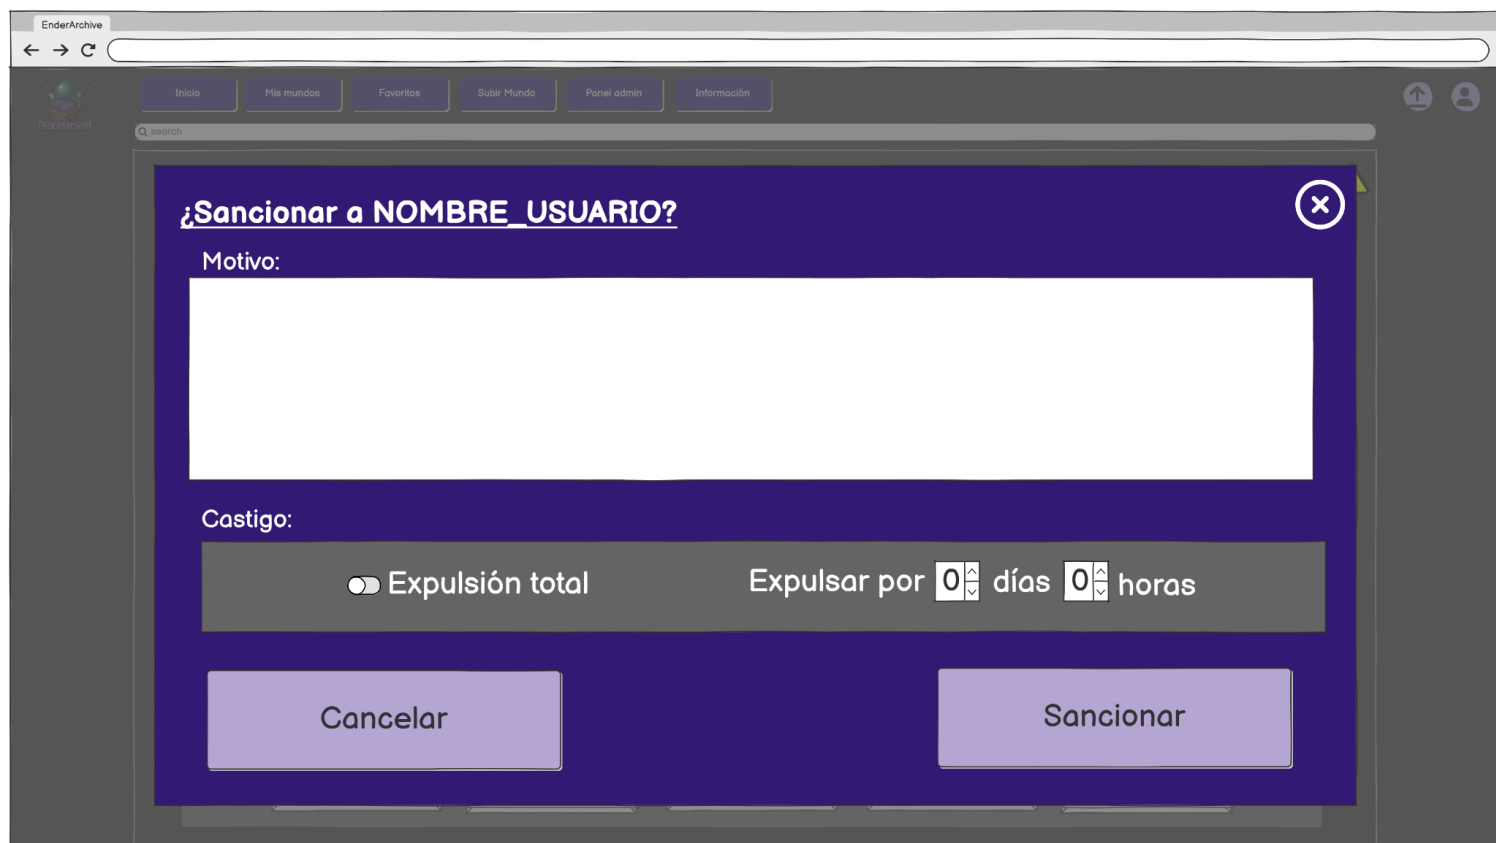 EnderArchive
Inicio
Mis mundos
Favoritos
Subir Mundo
Panel admin
Información
EnderArchive
search
¿Sancionar a NOMBRE_USUARIO?
Motivo:
Castigo:
Expulsión total
Expulsar por 0 días 0 horas
Cancelar
Sancionar